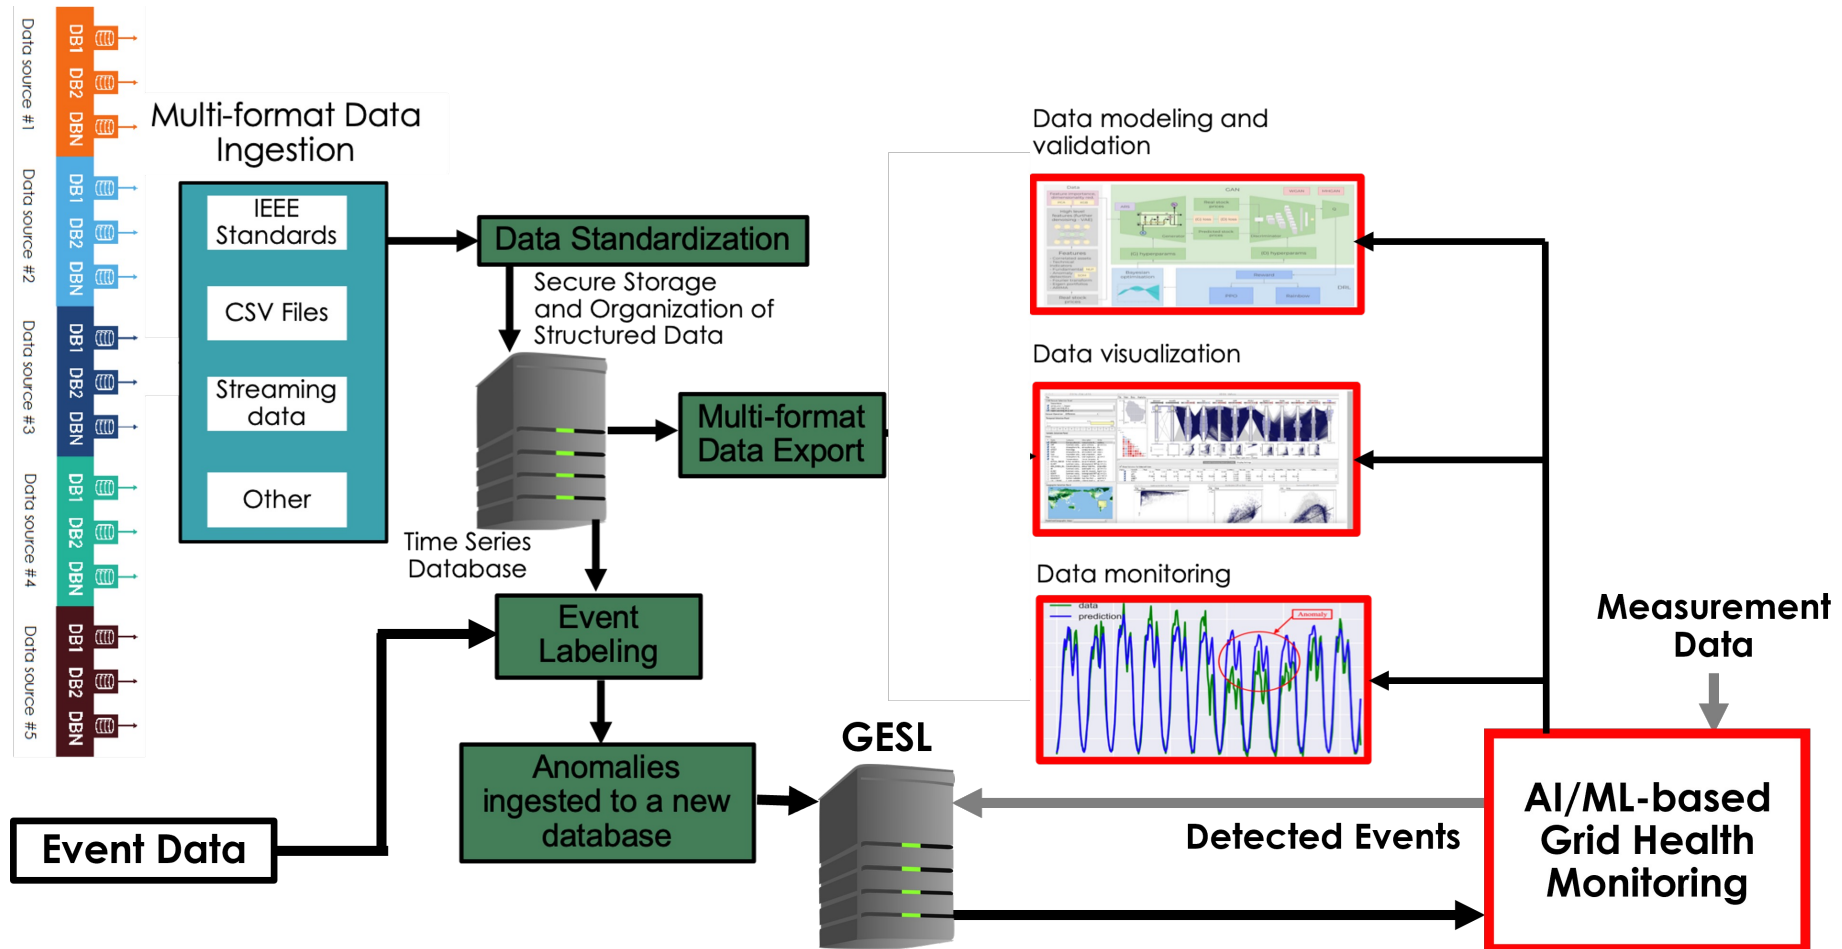 Data source #1
DB1
DB2
DBN
Data source #2
DB1
DB2
DBN
Data source #3
DB1
DB2
DBN
Data source #4
DB1
DB2
DBN
Data source #5
DB1
DB2
DBN
Multi-format Data
Ingestion
IEEE
Standards
CSV Files
Streaming
data
Other
Data Standardization
Secure Storage
and Organization of
Structured Data
Multi-format
Data Export
Time Series
Database
Event
Labeling
Anomalies
ingested to a new
database
Event Data
GESL
Data modeling and
validation
Data
Features
GAN
DRL
Data visualization
Data monitoring
data
prediction
Anomaly
Measurement
Data
Detected Events
AI/ML-based
Grid Health
Monitoring